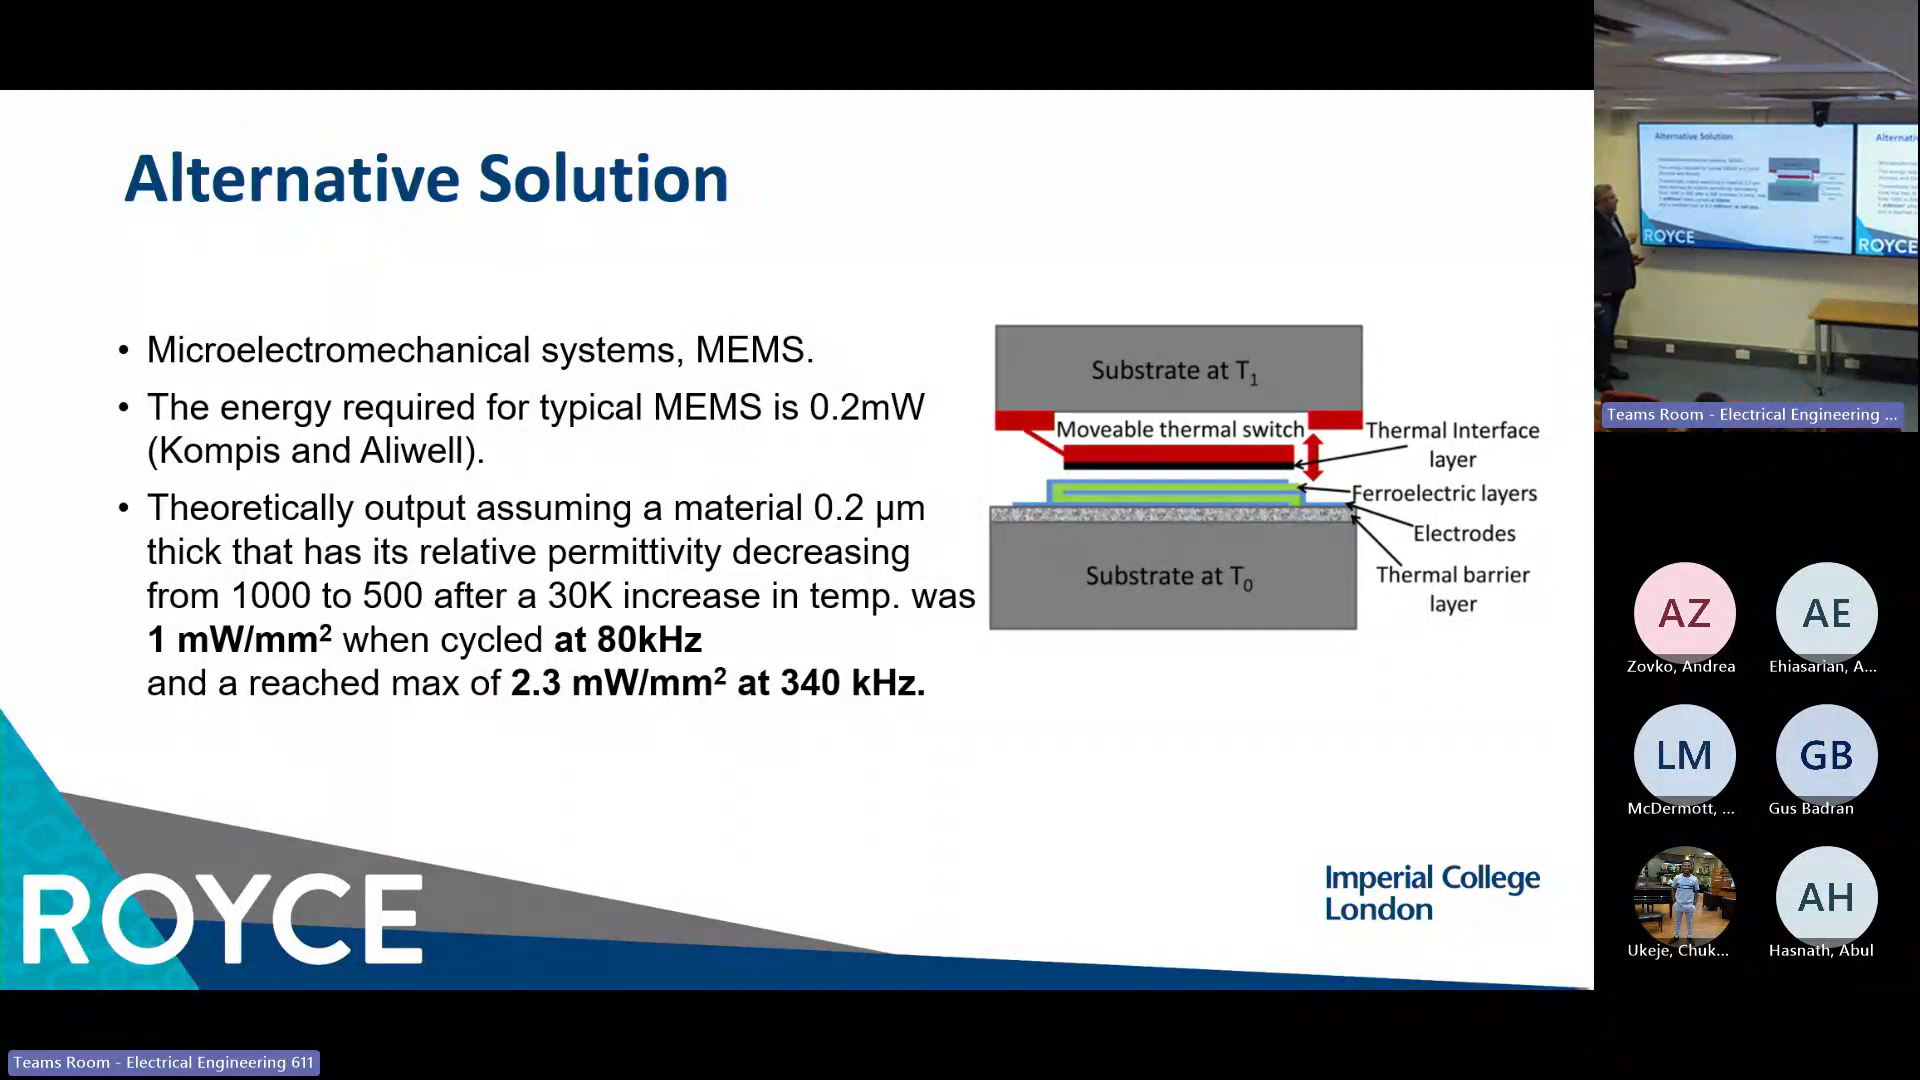 Alternative Solution
• Microelectromechanical systems, MEMS.
• The energy required for typical MEMS is 0.2mW
(Kompis and Aliwell).
• Theoretically output assuming a material 0.2 µm
thick that has its relative permittivity decreasing
from 1000 to 500 after a 30K increase in temp. was
1 mW/mm² when cycled at 80kHz
and a reached max of 2.3 mW/mm² at 340 kHz.
Substrate at T₁
Moveable thermal switch
Thermal Interface
layer
Ferroelectric layers
Electrodes
Thermal barrier
layer
Substrate at T₀
ROYCE
Imperial College
London
Teams Room - Electrical Engineering 611
Alternative Solution
ROYCE
ROYCE
Teams Room - Electrical Engineering ...
AZ
Zovko, Andrea
AE
Ehiasarian, A...
LM
McDermott, ...
GB
Gus Badran
Ukeje, Chuk...
AH
Hasnath, Abul